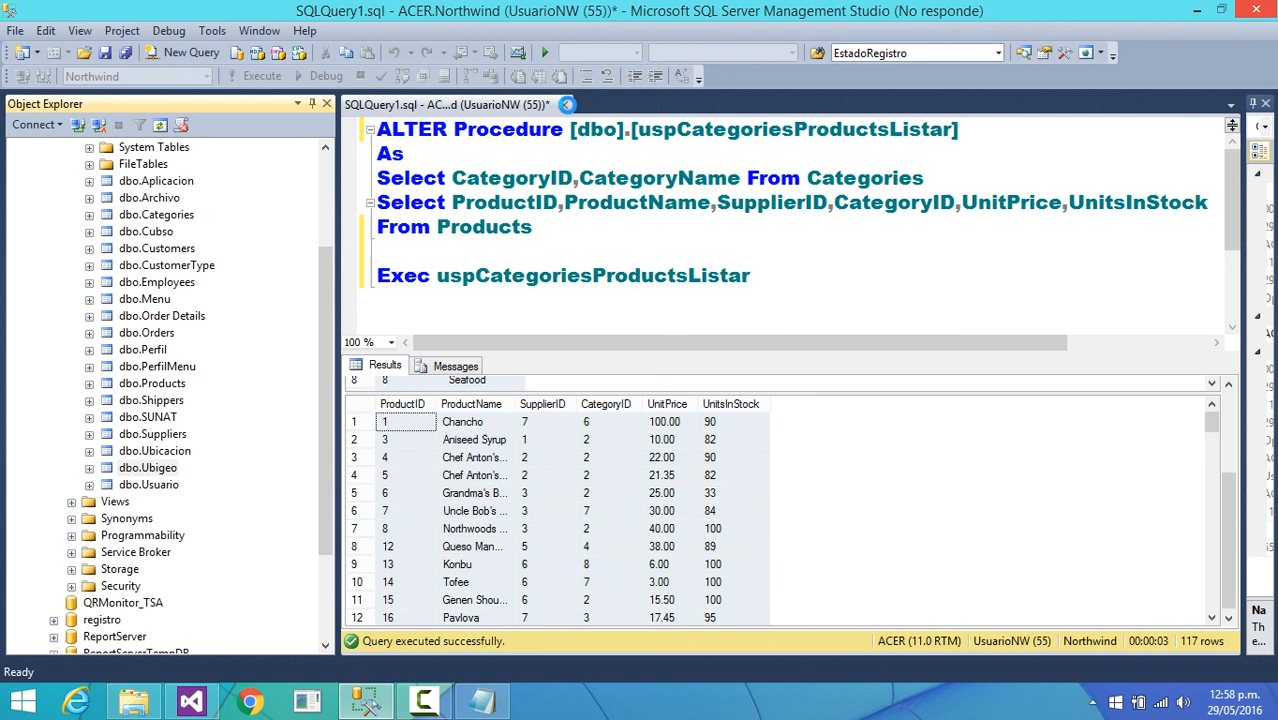 SQLQuery1.sql - ACER.Northwind (UsuarioNW (55))* - Microsoft SQL Server Management Studio (No responde)
File Edit View Project Debug Tools Window Help
New Query EstadoRegistro
Northwind Execute Debug
Object Explorer
Connect
System Tables
FileTables
dbo.Aplicacion
dbo.Archivo
dbo.Categories
dbo.Cubso
dbo.Customers
dbo.CustomerType
dbo.Employees
dbo.Menu
dbo.Order Details
dbo.Orders
dbo.Perfil
dbo.PerfilMenu
dbo.Products
dbo.Shippers
dbo.SUNAT
dbo.Suppliers
dbo.Ubicacion
dbo.Ubigeo
dbo.Usuario
Views
Synonyms
Programmability
Service Broker
Storage
Security
QRMonitor_TSA
registro
ReportServer
ReportServerTempDB
SQLQuery1.sql - AC...d (UsuarioNW (55))*
ALTER Procedure [dbo].[uspCategoriesProductsListar]
As
Select CategoryID,CategoryName From Categories
Select ProductID,ProductName,SupplierID,CategoryID,UnitPrice,UnitsInStock
From Products
Exec uspCategoriesProductsListar
100 %
Results Messages
8 8 Seafood
ProductID ProductName SupplierID CategoryID UnitPrice UnitsInStock
1 1 Chancho 7 6 100.00 90
2 3 Aniseed Syrup 1 2 10.00 82
3 4 Chef Anton's... 2 2 22.00 90
4 5 Chef Anton's... 2 2 21.35 82
5 6 Grandma's B... 3 2 25.00 33
6 7 Uncle Bob's ... 3 7 30.00 84
7 8 Northwoods ... 3 2 40.00 100
8 12 Queso Man... 5 4 38.00 89
9 13 Konbu 6 8 6.00 100
10 14 Tofee 6 7 3.00 100
11 15 Genen Shou... 6 2 15.50 100
12 16 Pavlova 7 3 17.45 95
Query executed successfully. ACER (11.0 RTM) UsuarioNW (55) Northwind 00:00:03 117 rows
Na
Th
e...
Ready
12:58 p.m.
29/05/2016